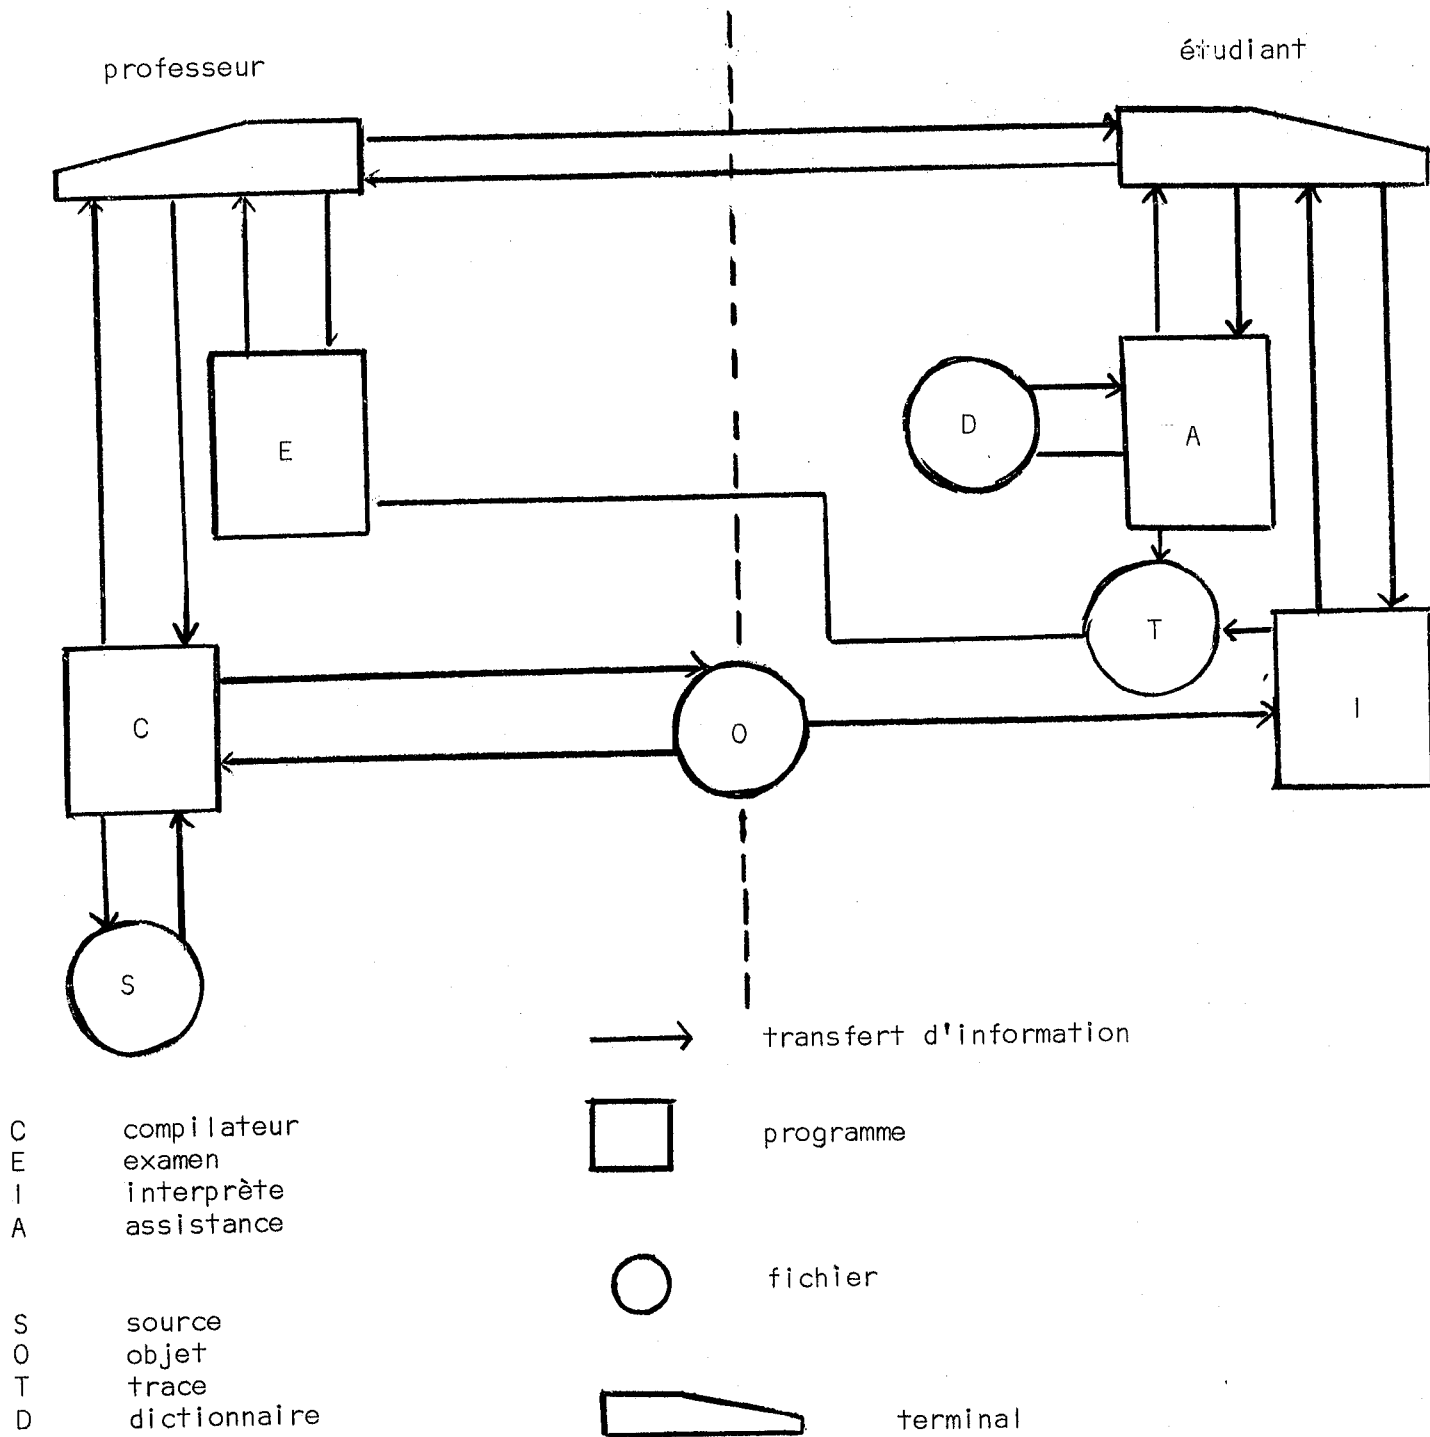 professeur
étudiant
E
D
A
T
C
O
I
S
transfert d'information
programme
fichier
terminal
C compilateur
E examen
I interprète
A assistance
S source
O objet
T trace
D dictionnaire